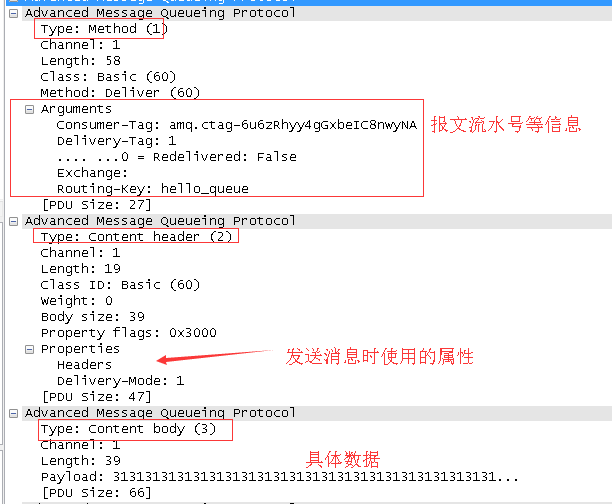 Advanced Message Queueing Protocol
Type: Method (1)
Channel: 1
Length: 58
Class: Basic (60)
Method: Deliver (60)
Arguments
Consumer-Tag: amq.ctag-6u6zRhyy4gGxbeIC8nwyNA
报文流水号等信息
Delivery-Tag: 1
.... ...0 = Redelivered: False
Exchange:
Routing-Key: hello_queue
[PDU Size: 27]
Advanced Message Queueing Protocol
Type: Content header (2)
Channel: 1
Length: 19
Class ID: Basic (60)
Weight: 0
Body size: 39
Property flags: 0x3000
Properties
发送消息时使用的属性
Headers
Delivery-Mode: 1
[PDU Size: 47]
Advanced Message Queueing Protocol
Type: Content body (3)
Channel: 1
Length: 39
具体数据
Payload: 313131313131313131313131313131313131313131313131...
[PDU Size: 66]